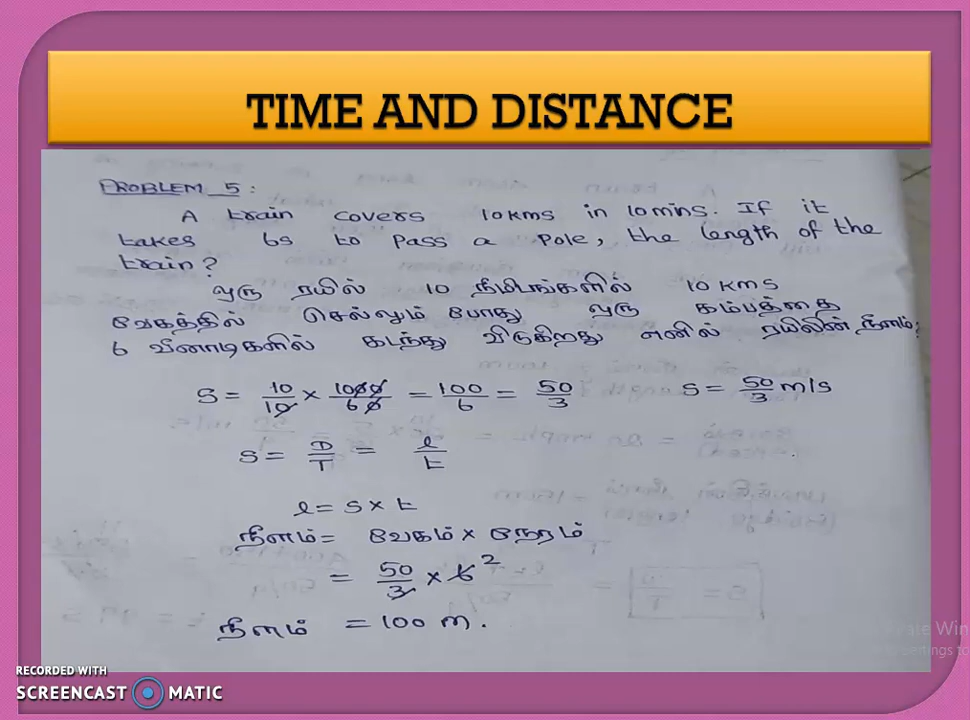 TIME AND DISTANCE
PROBLEM 5:
A train covers 10kms in 10mins. If it
takes 6s to pass a pole, the length of the
train?
ஒரு ரயில் 10 நிமிடங்களில் 10 kms
வேகத்தில் செல்லும் போது ஒரு கம்பத்தை
6 வினாடிகளில் கடந்து விடுகிறது எனில் ரயிலின் நீளம்?
S = 10/10 × 1000/60 = 100/6 = 50/3 S = 50/3 m/s
S = D/T = l/t
l = s × t
நீளம் = வேகம் × நேரம்
= 50/3 × 6 2
நீளம் = 100 m.
RECORDED WITH
SCREENCAST MATIC